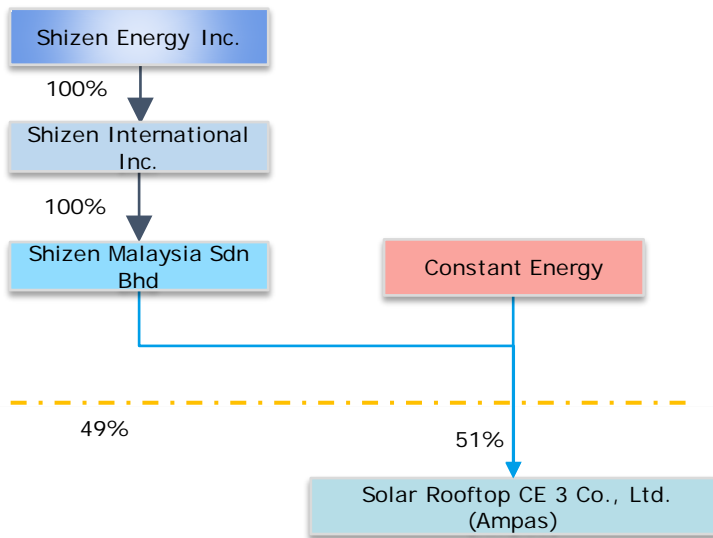 Shizen Energy Inc.
100%
Shizen International
Inc.
100%
Shizen Malaysia Sdn
Bhd
Constant Energy
49%
51%
Solar Rooftop CE 3 Co., Ltd.
(Ampas)